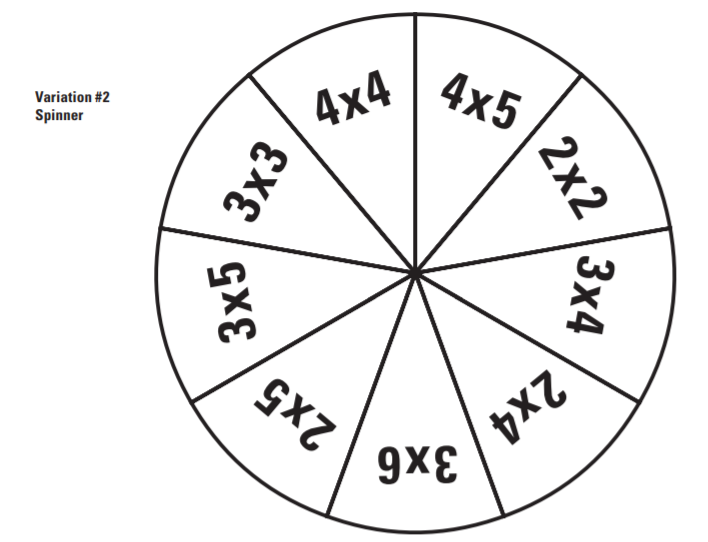 Variation #2
Spinner
4x4
4x5
2x2
3x4
2x4
3x6
2x5
3x5
3x3